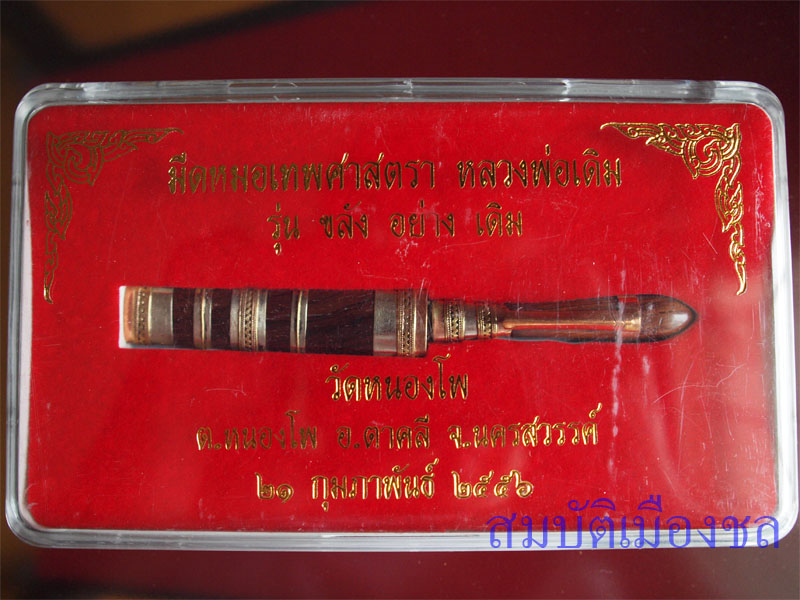 มีดหมอเทพศาสตรา หลวงพ่อเดิม
รุ่น ขลัง อย่าง เดิม
วัดหนองโพ
ต.หนองโพ อ.ตาคลี จ.นครสวรรค์
๒๑ กุมภาพันธ์ ๒๕๕๖
สมบัติเมืองชล